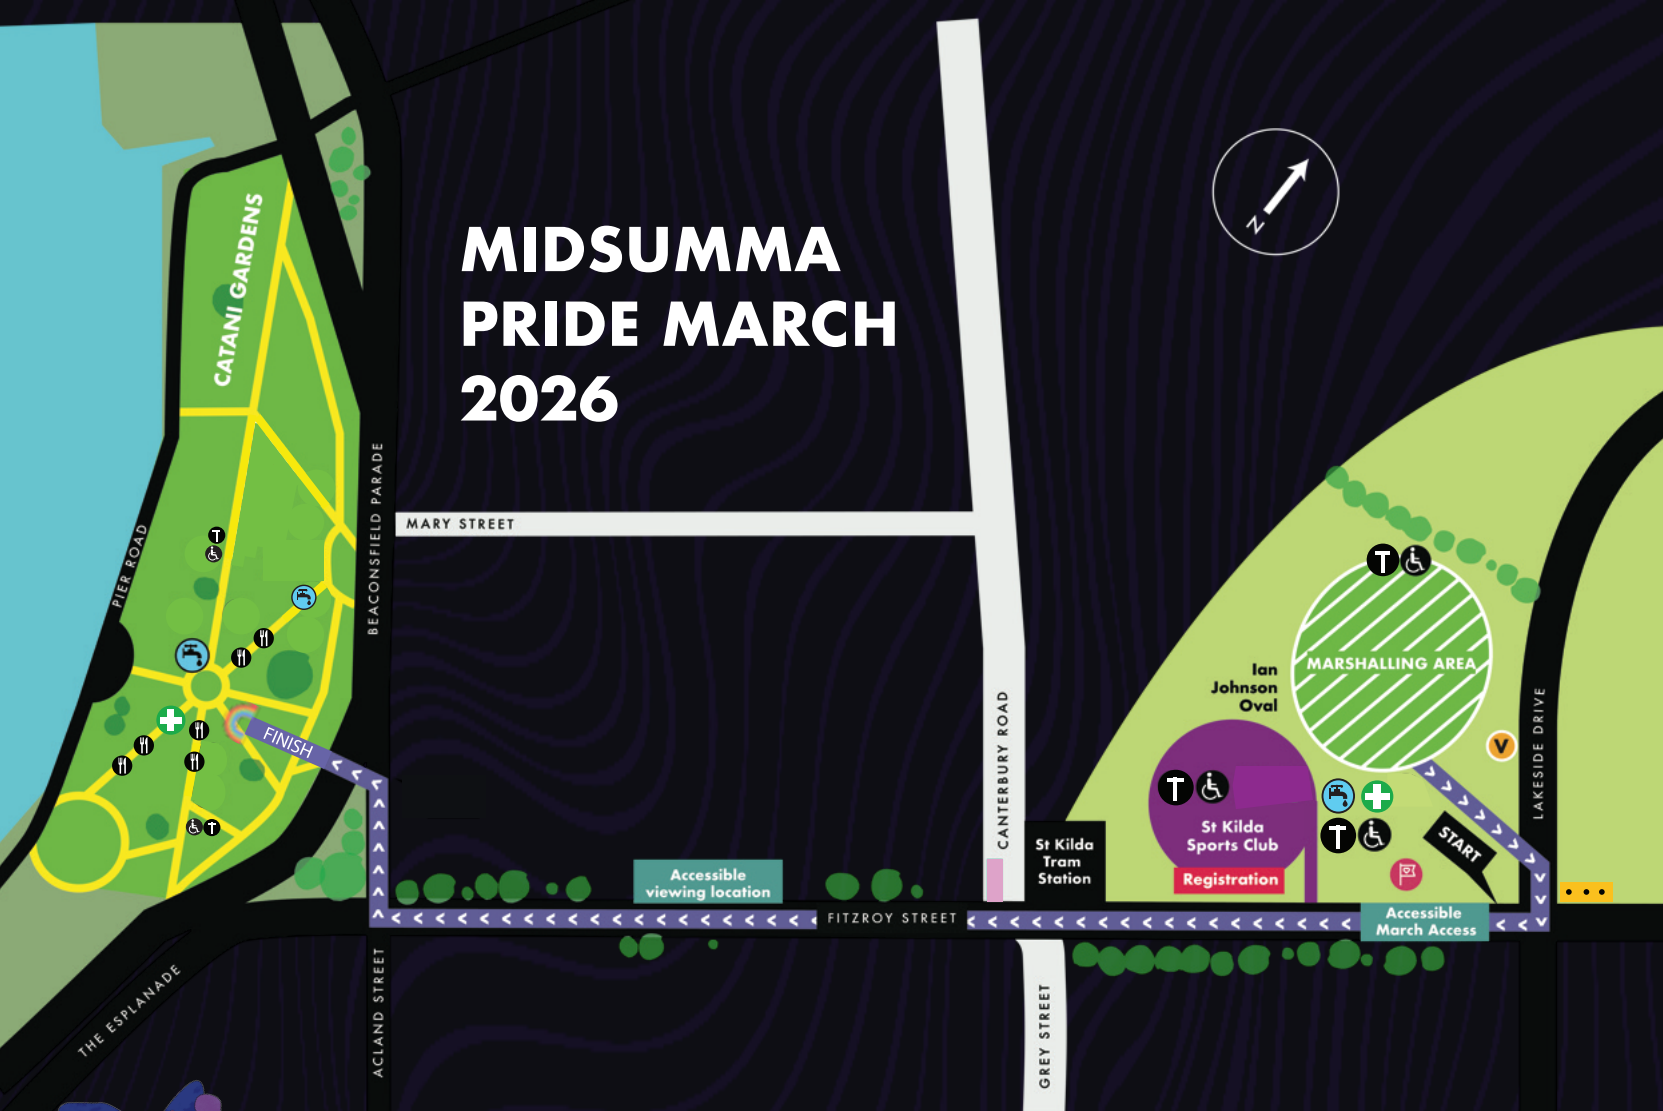 MIDSUMMA
PRIDE MARCH
2026
N
CATANI GARDENS
PIER ROAD
BEACONSFIELD PARADE
MARY STREET
CANTERBURY ROAD
Ian
Johnson
Oval
MARSHALLING AREA
V
LAKESIDE DRIVE
T
T
T
T
T
FINISH
St Kilda
Sports Club
Registration
St Kilda
Tram
Station
START
Accessible
viewing location
FITZROY STREET
Accessible
March Access
THE ESPLANADE
ACLAND STREET
GREY STREET